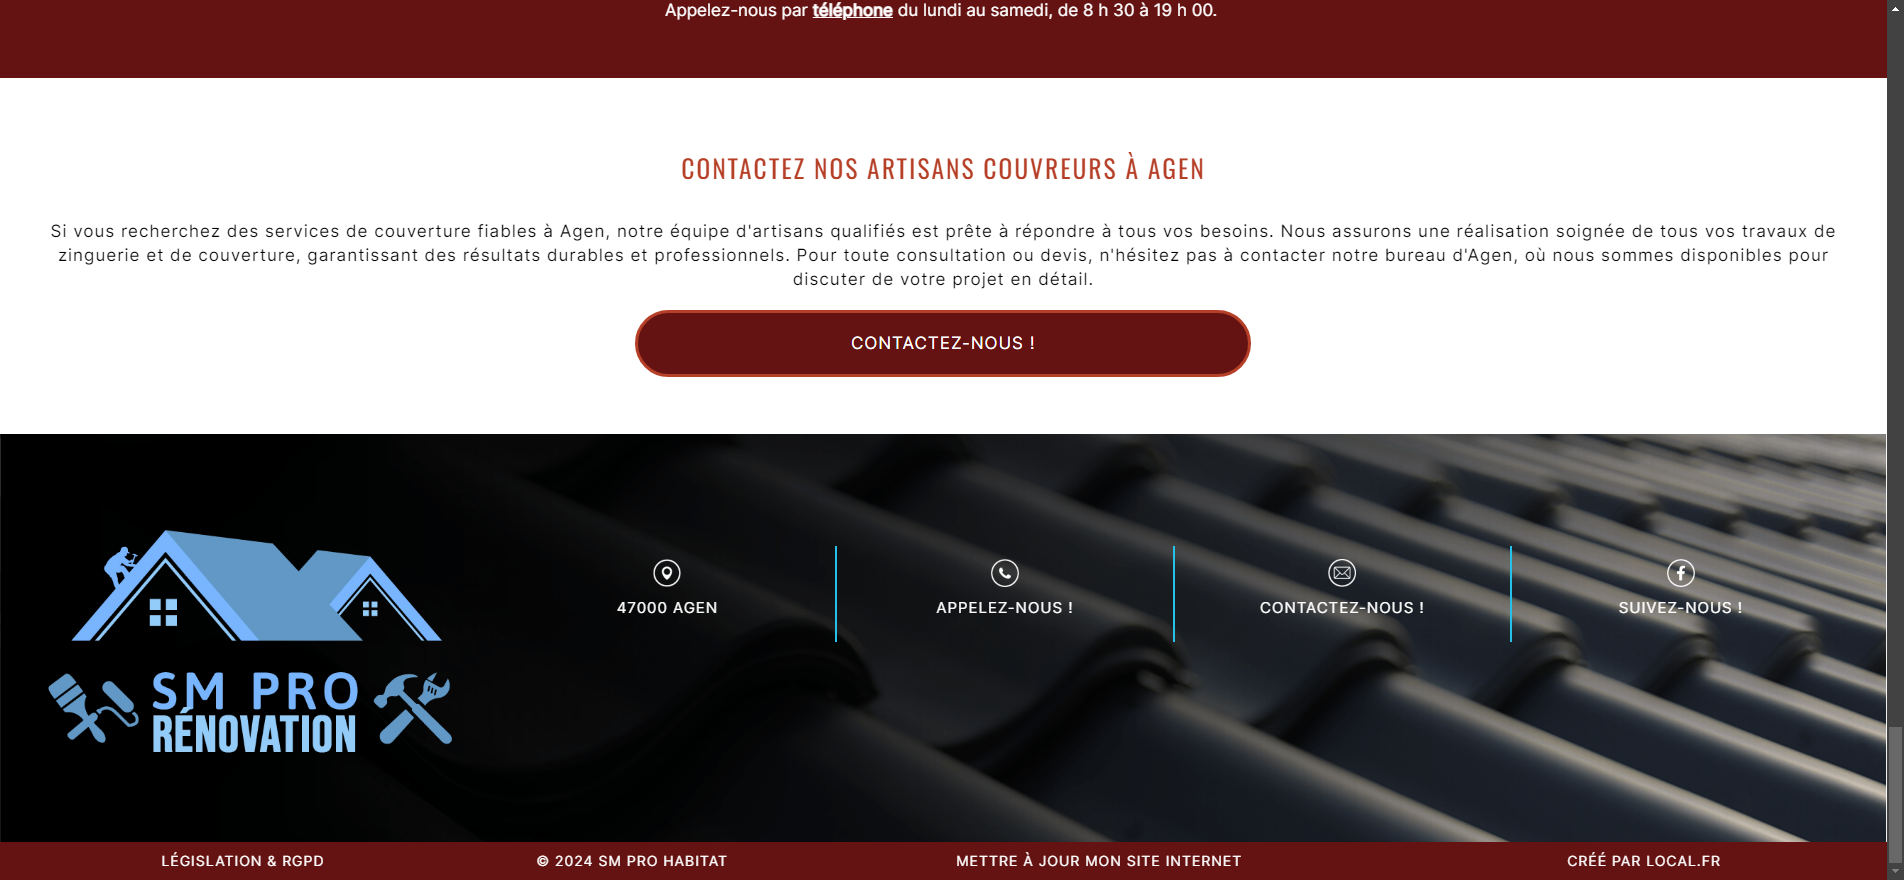 Appelez-nous par téléphone du lundi au samedi, de 8 h 30 à 19 h 00.
CONTACTEZ NOS ARTISANS COUVREURS À AGEN
Si vous recherchez des services de couverture fiables à Agen, notre équipe d'artisans qualifiés est prête à répondre à tous vos besoins. Nous assurons une réalisation soignée de tous vos travaux de
zinguerie et de couverture, garantissant des résultats durables et professionnels. Pour toute consultation ou devis, n'hésitez pas à contacter notre bureau d'Agen, où nous sommes disponibles pour
discuter de votre projet en détail.
CONTACTEZ-NOUS !
SM PRO
RÉNOVATION
47000 AGEN
APPELEZ-NOUS !
CONTACTEZ-NOUS !
SUIVEZ-NOUS !
LÉGISLATION & RGPD
© 2024 SM PRO HABITAT
METTRE À JOUR MON SITE INTERNET
CRÉÉ PAR LOCAL.FR